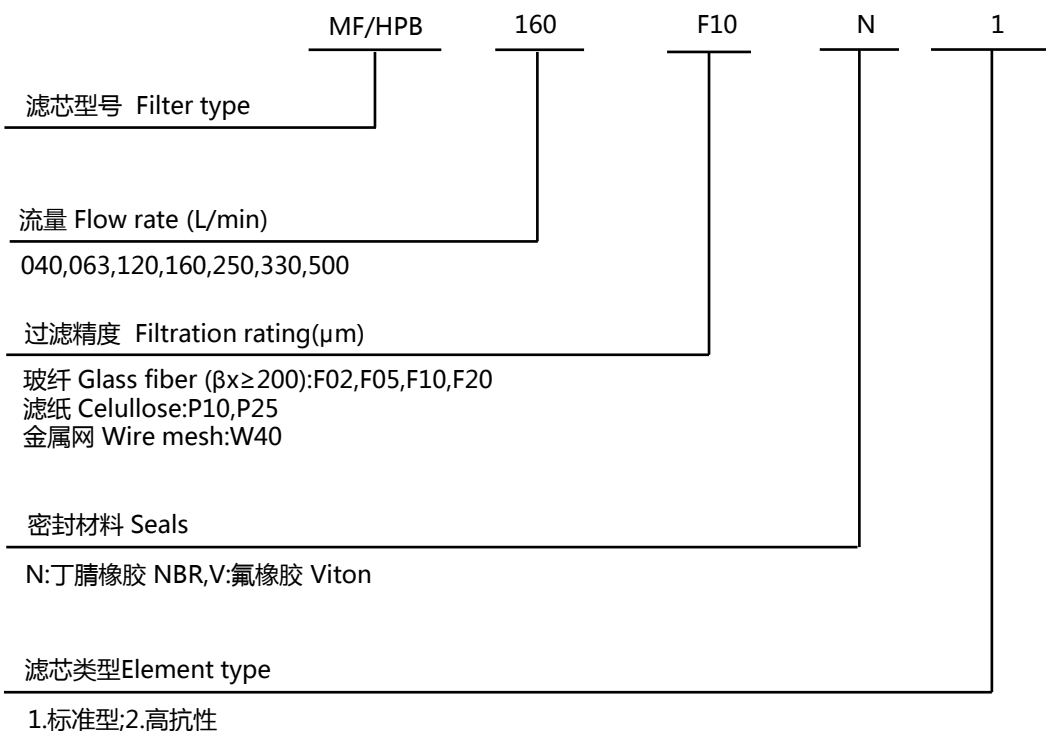 MF/HPB 160 F10 N 1
滤芯型号 Filter type
流量 Flow rate (L/min)
040,063,120,160,250,330,500
过滤精度 Filtration rating(μm)
玻纤 Glass fiber (βx≥200):F02,F05,F10,F20
滤纸 Celullose:P10,P25
金属网 Wire mesh:W40
密封材料 Seals
N:丁腈橡胶 NBR,V:氟橡胶 Viton
滤芯类型Element type
1.标准型;2.高抗性